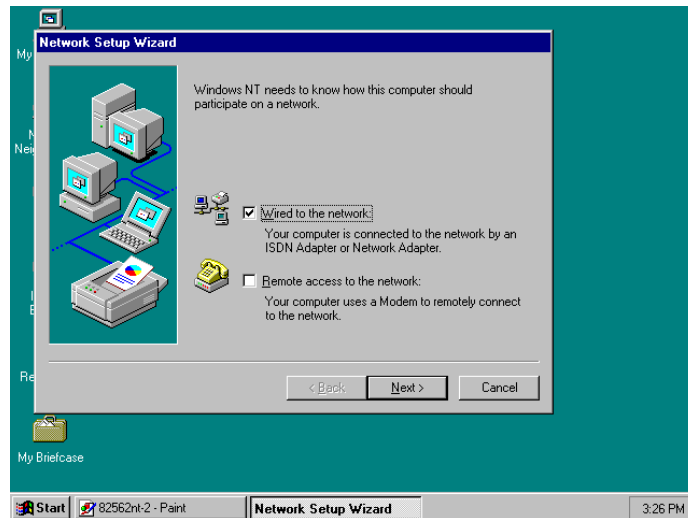 My
Network Setup Wizard
Windows NT needs to know how this computer should
participate on a network.
N
Nei
Wired to the network:
Your computer is connected to the network by an
ISDN Adapter or Network Adapter.
Remote access to the network:
Your computer uses a Modem to remotely connect
to the network.
I
E
Re
< Back
Next >
Cancel
My Briefcase
Start
82562nt-2 - Paint
Network Setup Wizard
3:26 PM